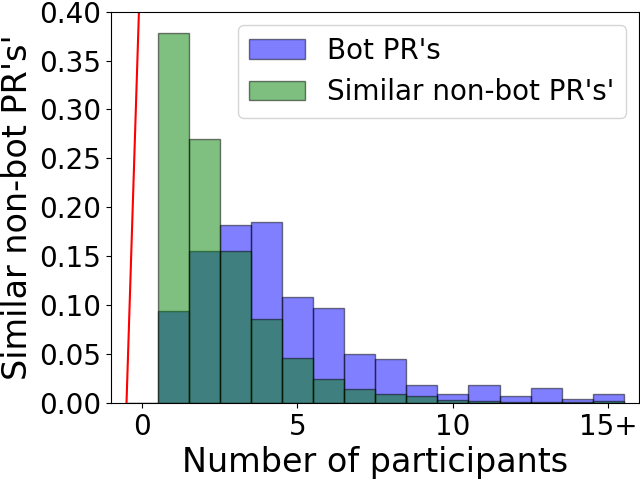 Bot PR's
Similar non-bot PR's'
Similar non-bot PR's'
0.40
0.35
0.30
0.25
0.20
0.15
0.10
0.05
0.00
0 5 10 15+
Number of participants